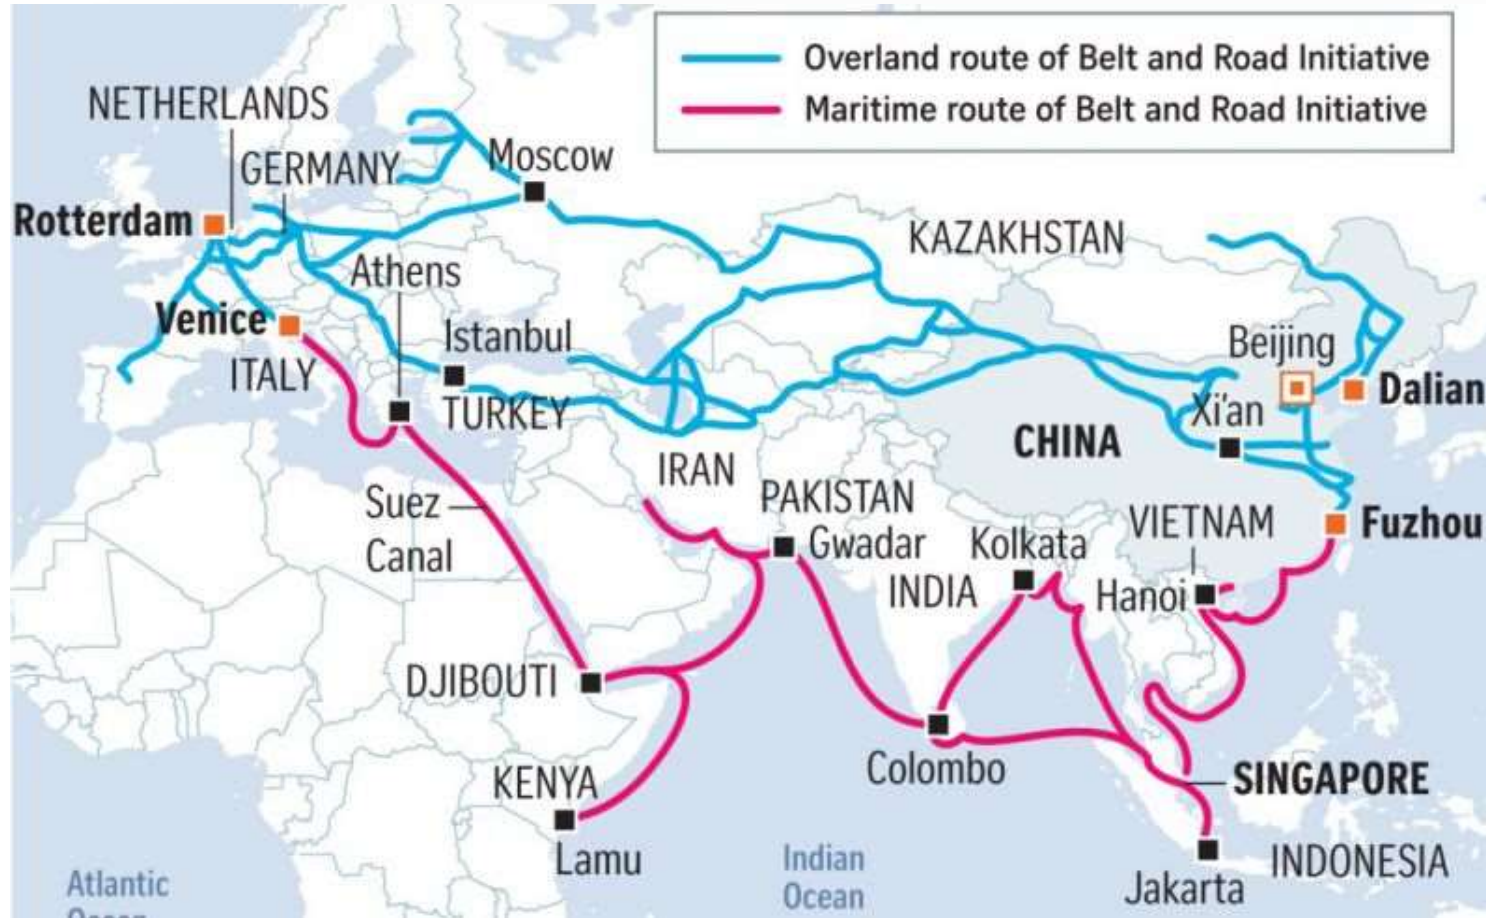 Overland route of Belt and Road Initiative
Maritime route of Belt and Road Initiative
NETHERLANDS
GERMANY
Moscow
Rotterdam
KAZAKHSTAN
Athens
Venice
Istanbul
Beijing
ITALY
TURKEY
Dalian
Xi'an
CHINA
IRAN
Suez
Canal
PAKISTAN
Gwadar
Kolkata
VIETNAM
Fuzhou
INDIA
Hanoi
DJIBOUTI
Colombo
SINGAPORE
KENYA
Lamu
Indian
Ocean
Jakarta
INDONESIA
Atlantic
Ocean